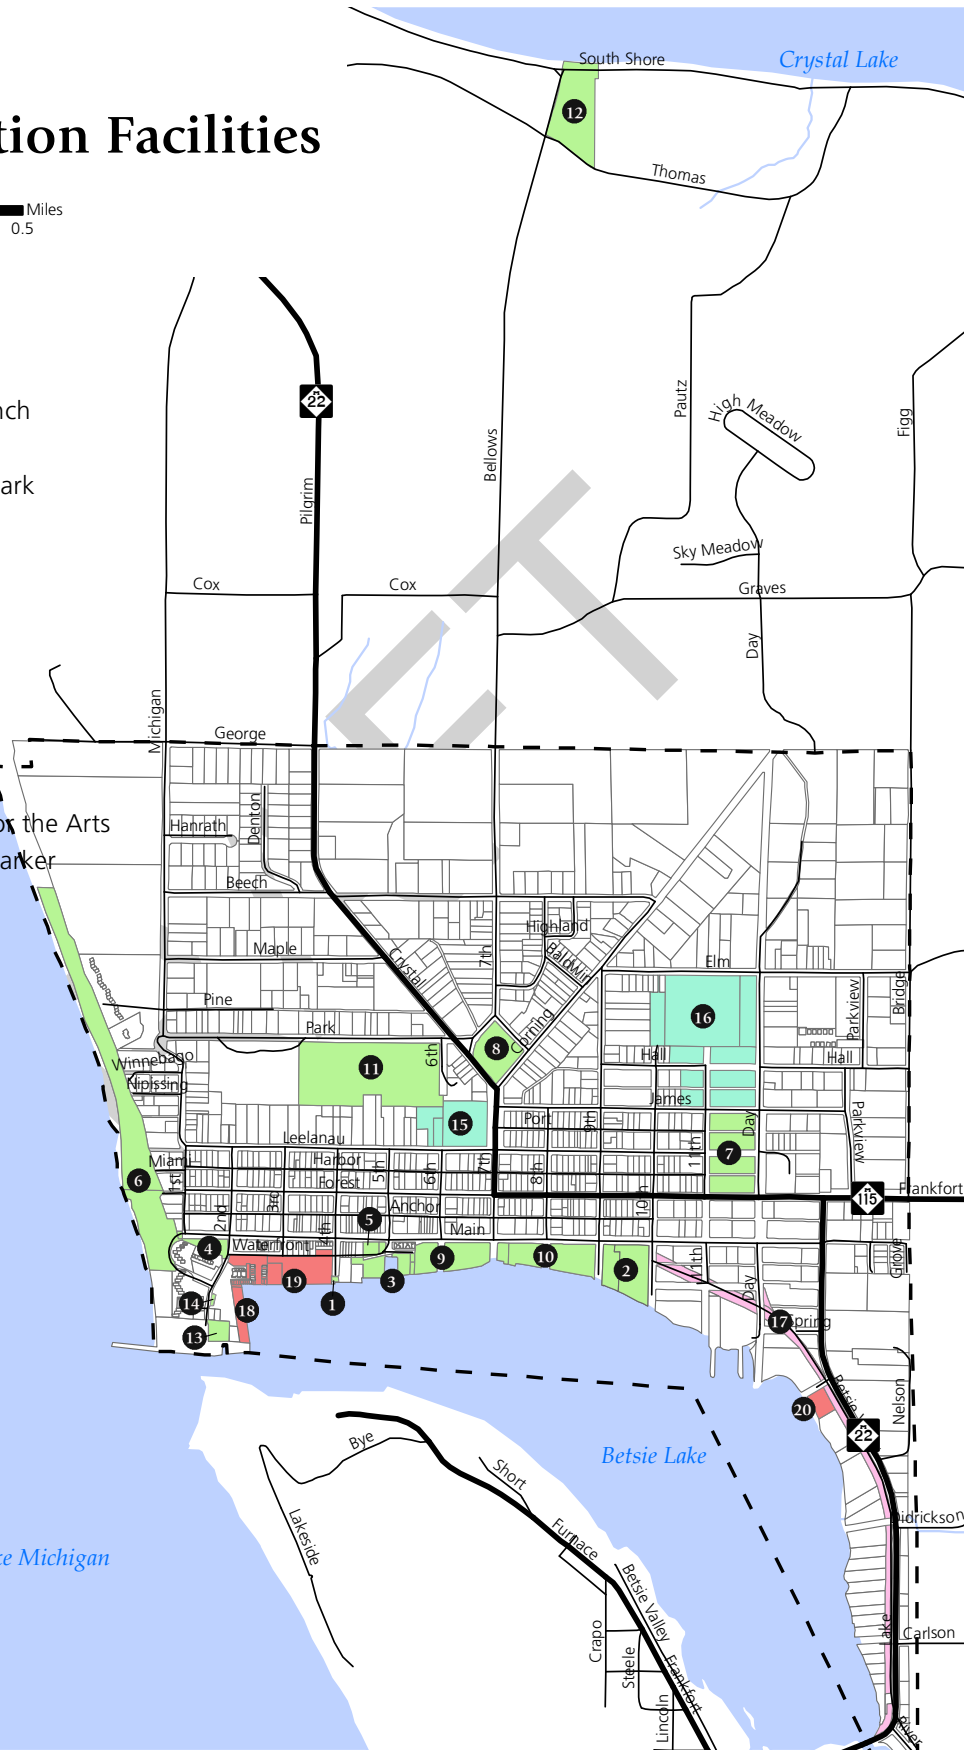 South Shore
Crystal Lake
12
tion Facilities
Thomas
Miles
0.5
22
nch
Pautz
High Meadow
Figg
Bellows
ark
Pilgrim
Sky Meadow
Cox
Cox
Graves
Day
Michigan
George
Denton
or the Arts
Hanrath
arker
Beech
Highland
Maple
7th
Baldwin
Crystal
Elm
Pine
Park
Corning
16
Parkview
Bridge
8
6th
Winnebago
Hall
Hall
11
Nipissing
James
Port
9th
Day
Parkview
15
Leelanau
7
11th
Miami
Harbor
5th
6th
7th
8th
6
1st
Forest
3rd
10th
115
Frankfort
Anchor
2nd
5
4th
Main
4
Waterfront
9
10
2
11th
Grove
19
3
Day
14
1
18
17
Spring
13
Nelson
20
Betsie V
22
Bye
Betsie Lake
Short
Lakeside
idrickson
Furnace
ke Michigan
Betsie Valley
Crapo
Steele
ake
Carlson
Frankfort
Lincoln
River